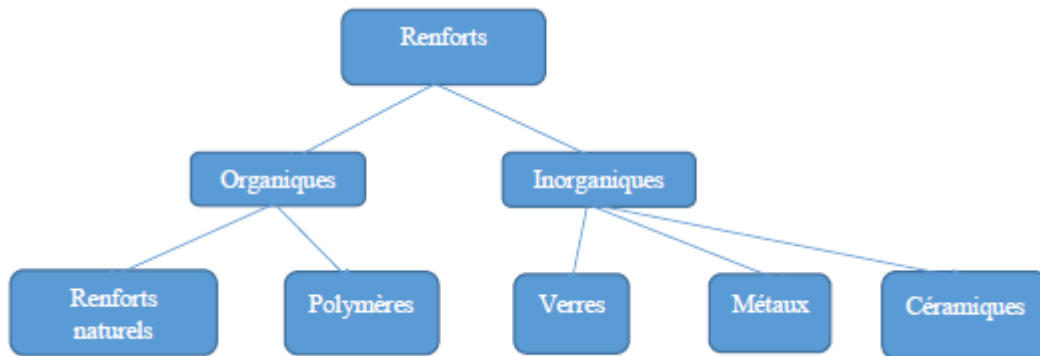 Renforts
Organiques
Inorganiques
Renforts
naturels
Polymères
Verres
Métaux
Céramiques